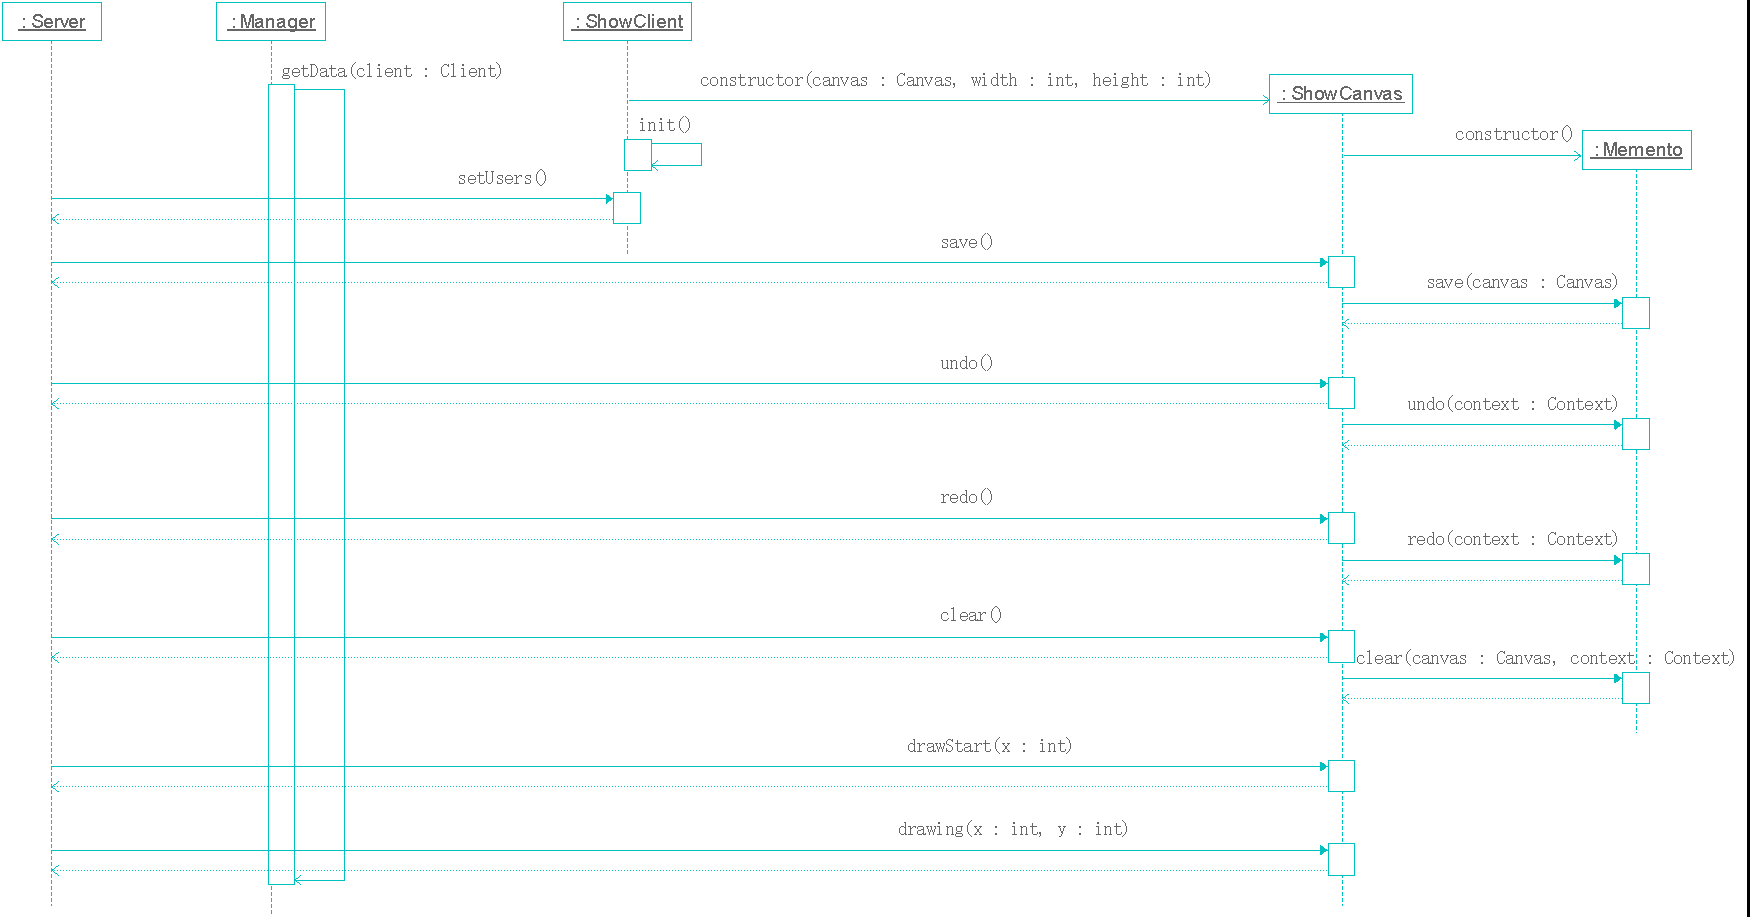 : Server
: Manager
: ShowClient
getData(client : Client)
constructor(canvas : Canvas, width : int, height : int)
: ShowCanvas
init()
constructor()
: Memento
setUsers()
save()
save(canvas : Canvas)
undo()
undo(context : Context)
redo()
redo(context : Context)
clear()
clear(canvas : Canvas, context : Context)
drawStart(x : int)
drawing(x : int, y : int)